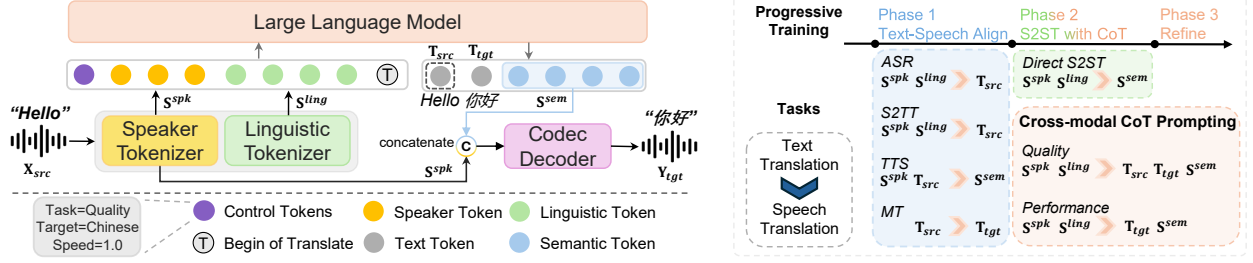 Large Language Model
T_src T_tgt
T
Hello 你好
S^spk S^ling S^sem
“Hello”
X_src
Speaker Tokenizer
Linguistic Tokenizer
concatenate
C
S^spk
Codec Decoder
“你好”
Y_tgt
Task=Quality
Target=Chinese
Speed=1.0
Control Tokens
Speaker Token
Linguistic Token
T Begin of Translate
Text Token
Semantic Token
Progressive Training
Phase 1
Text-Speech Align
Phase 2
S2ST with CoT
Phase 3
Refine
Tasks
Text Translation
Speech Translation
ASR
S^spk S^ling T_src
S2TT
S^spk S^ling T_src
TTS
S^spk T_src S^sem
MT
T_src T_tgt
Direct S2ST
S^spk S^ling S^sem
Cross-modal CoT Prompting
Quality
S^spk S^ling T_src T_tgt S^sem
Performance
S^spk S^ling T_tgt S^sem